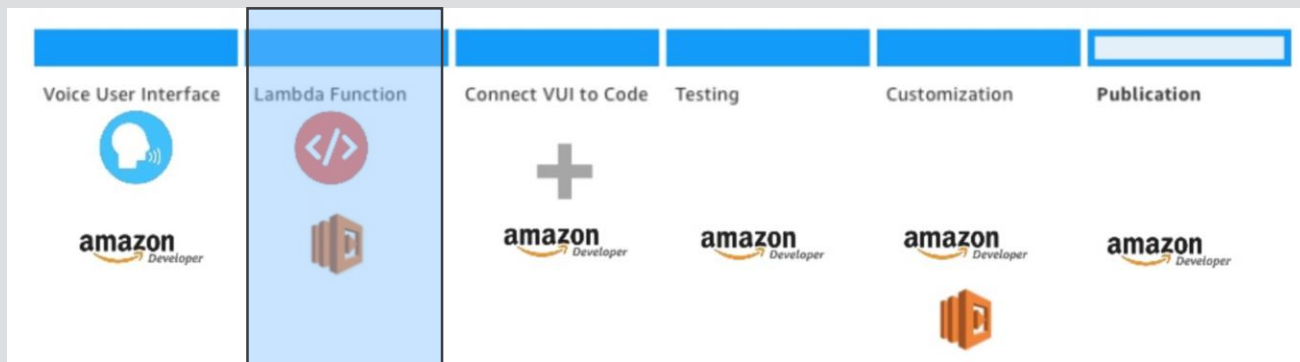 Voice User Interface
Lambda Function
Connect VUI to Code
Testing
Customization
Publication
</>
amazon
Developer
amazon
Developer
amazon
Developer
amazon
Developer
amazon
Developer